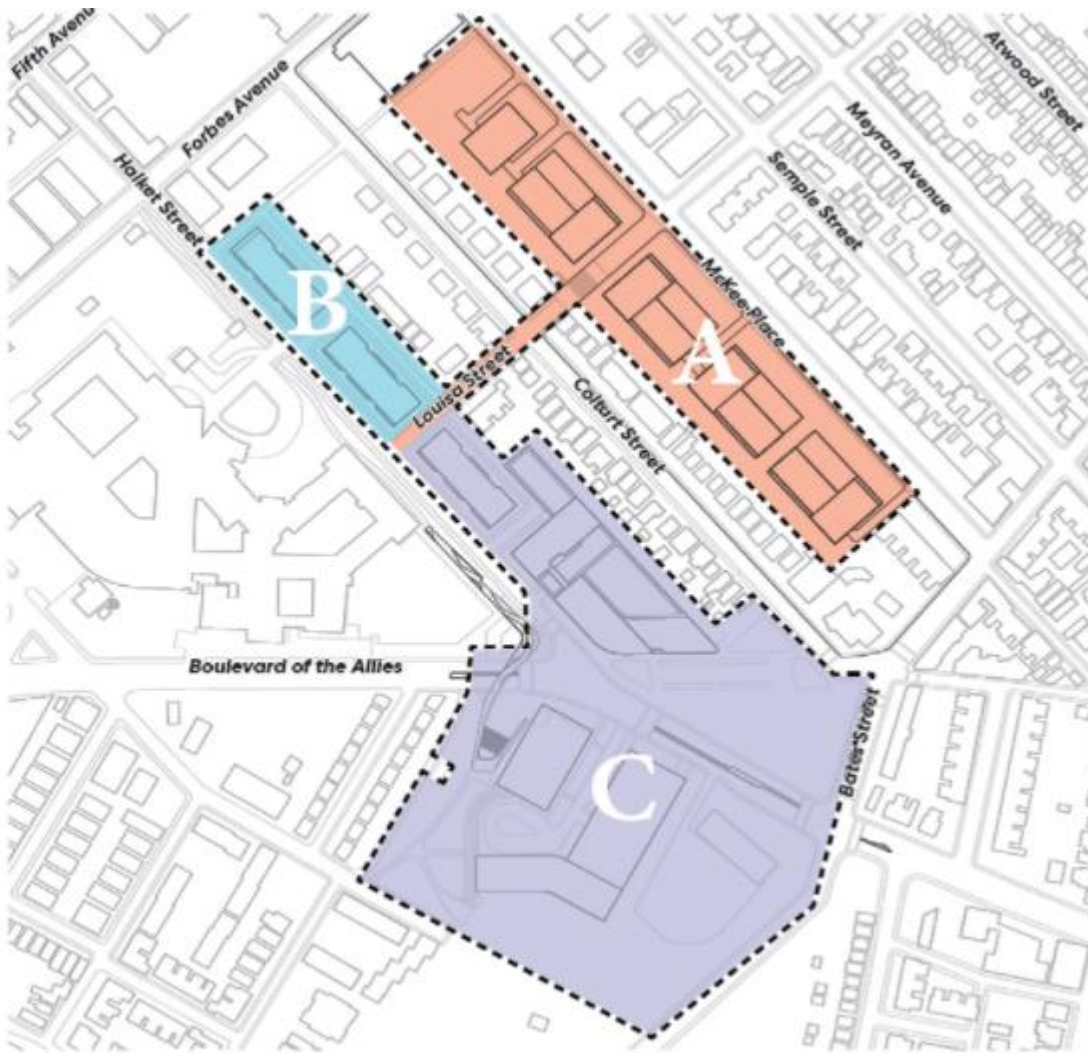 Fifth Avenue
Forbes Avenue
Halket Street
Atwood Street
Meyran Avenue
Semple Street
McKee Place
B
A
Louisa Street
Coltart Street
Boulevard of the Allies
Bates Street
C